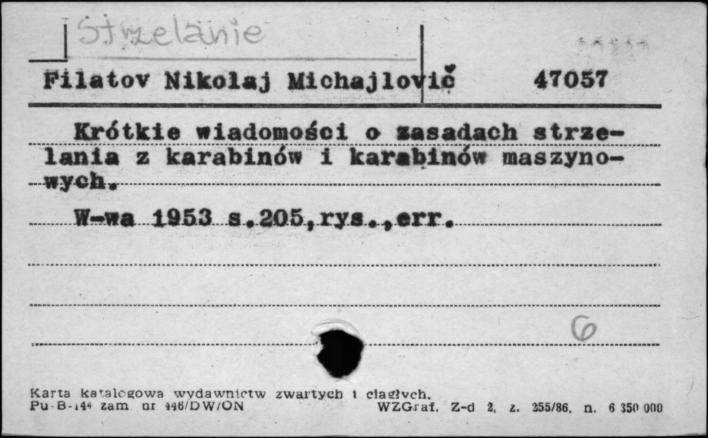 Strzelanie
Filatov Nikolaj Michajlovič 47057
Krótkie wiadomości o zasadach strze-
lania z karabinów i karabinów maszyno-
wych.
W-wa 1953 s.205,rys.,err.
6
Karta katalogowa wydawnictw zwartych i ciągłych.
Pu-B-144 zam nr 446/DW/ON WZGraf. Z-d 2, z. 255/86, n. 6 350 000